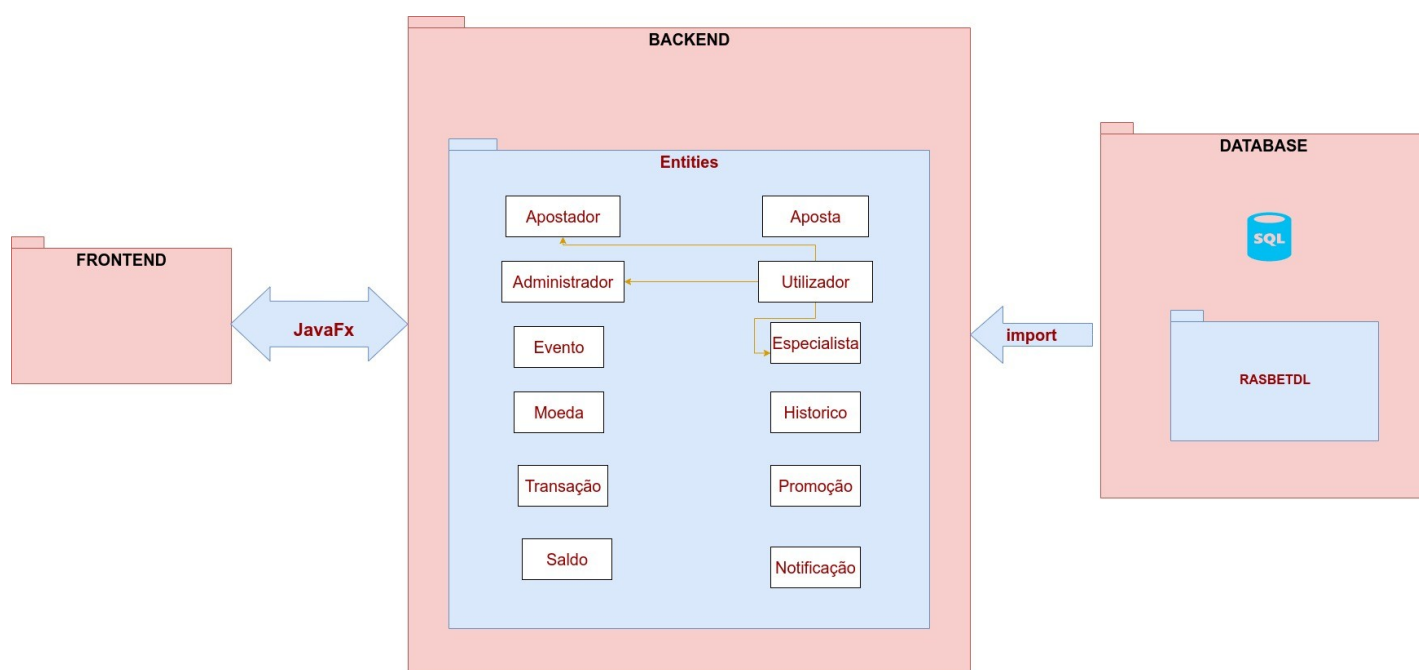 BACKEND
Entities
Apostador
Aposta
Administrador
Utilizador
Evento
Especialista
Moeda
Historico
Transação
Promoção
Saldo
Notificação
FRONTEND
JavaFx
import
DATABASE
SQL
RASBETDL